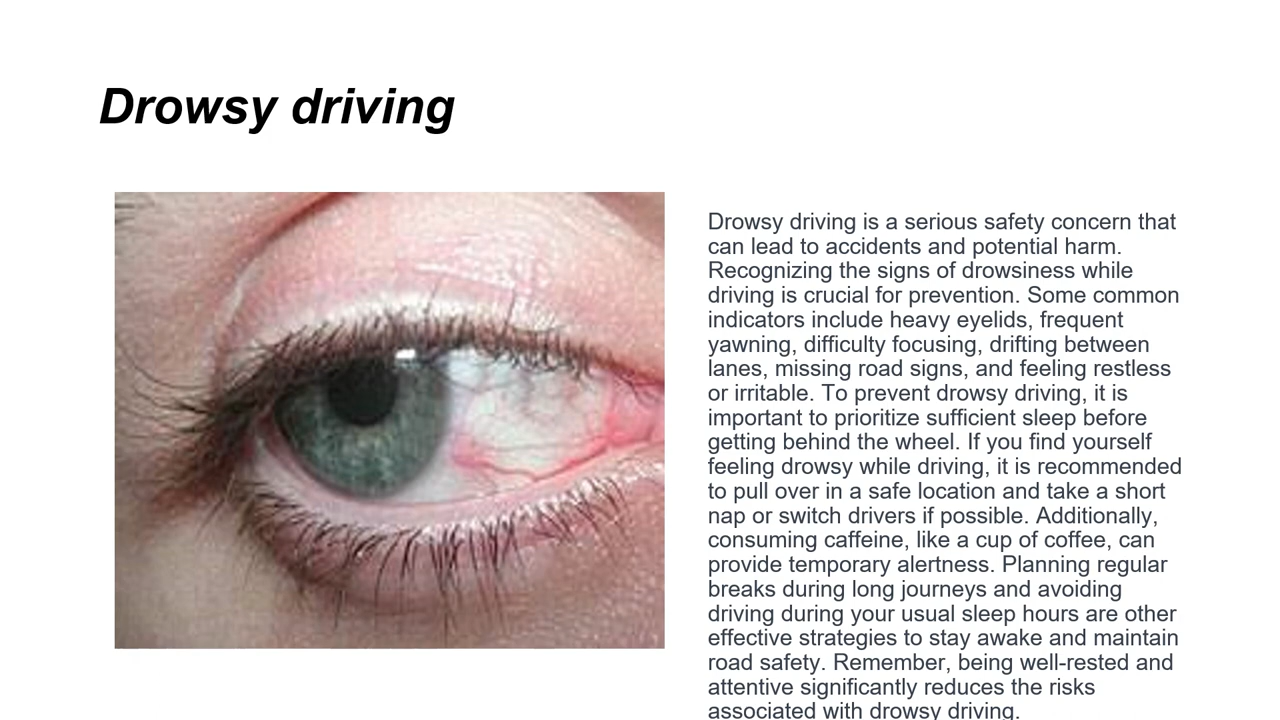 Drowsy driving
Drowsy driving is a serious safety concern that
can lead to accidents and potential harm.
Recognizing the signs of drowsiness while
driving is crucial for prevention. Some common
indicators include heavy eyelids, frequent
yawning, difficulty focusing, drifting between
lanes, missing road signs, and feeling restless
or irritable. To prevent drowsy driving, it is
important to prioritize sufficient sleep before
getting behind the wheel. If you find yourself
feeling drowsy while driving, it is recommended
to pull over in a safe location and take a short
nap or switch drivers if possible. Additionally,
consuming caffeine, like a cup of coffee, can
provide temporary alertness. Planning regular
breaks during long journeys and avoiding
driving during your usual sleep hours are other
effective strategies to stay awake and maintain
road safety. Remember, being well-rested and
attentive significantly reduces the risks
associated with drowsy driving.